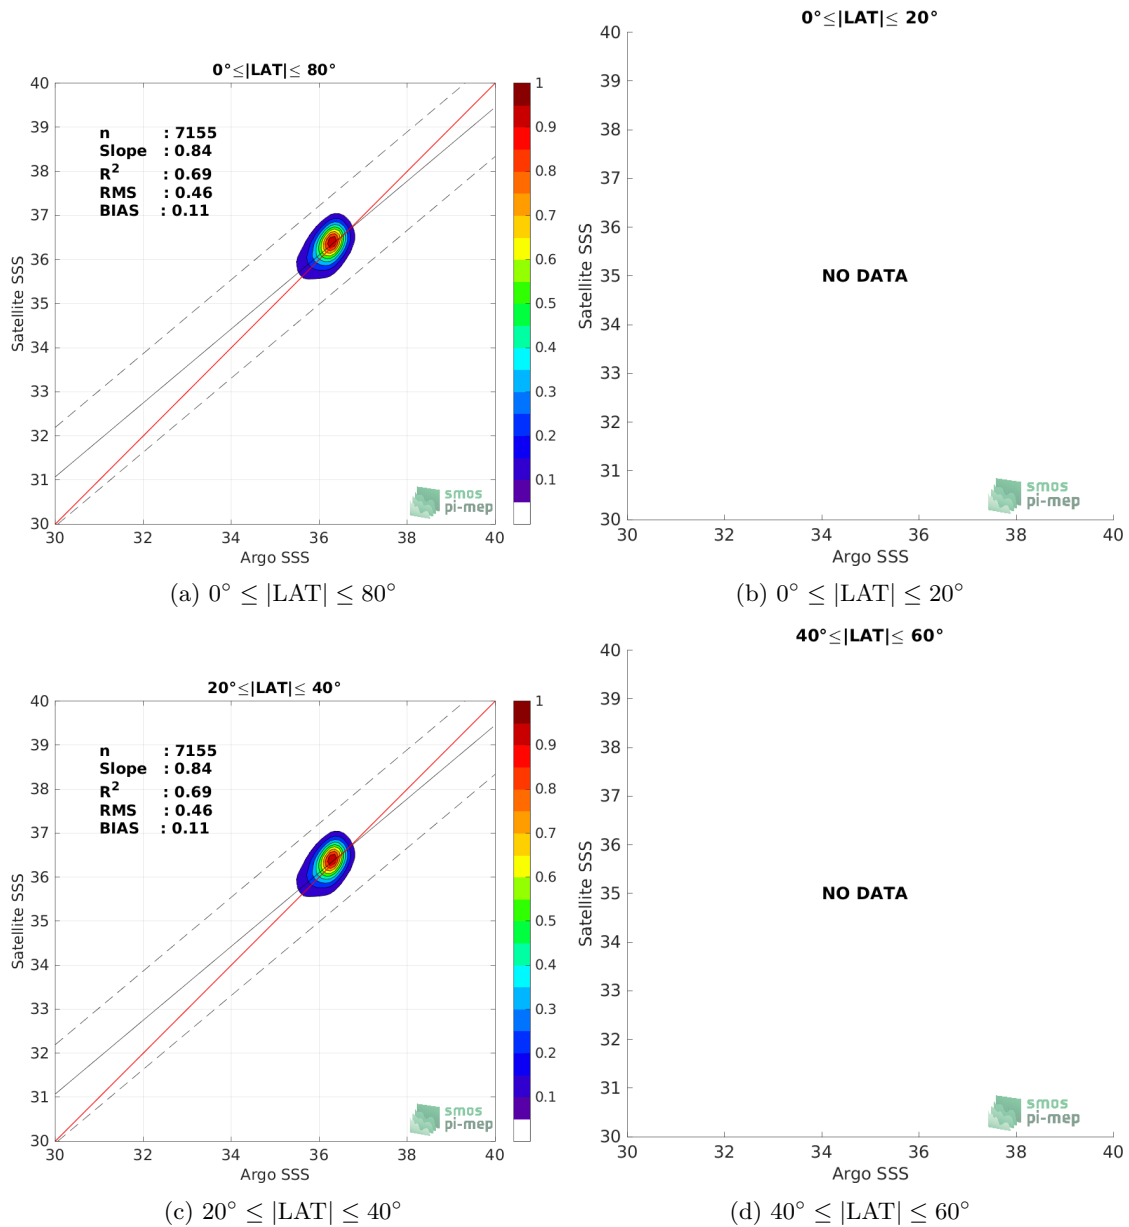 0°≤|LAT|≤ 80°
40
39
38
37
36
35
34
33
32
31
30
Satellite SSS
n : 7155
Slope : 0.84
R² : 0.69
RMS : 0.46
BIAS : 0.11
1
0.9
0.8
0.7
0.6
0.5
0.4
0.3
0.2
0.1
smos
pi-mep
30 32 34 36 38 40
Argo SSS
(a) 0° ≤ |LAT| ≤ 80°
0°≤|LAT|≤ 20°
40
39
38
37
36
35
34
33
32
31
30
Satellite SSS
NO DATA
smos
pi-mep
30 32 34 36 38 40
Argo SSS
(b) 0° ≤ |LAT| ≤ 20°
20°≤|LAT|≤ 40°
40
39
38
37
36
35
34
33
32
31
30
Satellite SSS
n : 7155
Slope : 0.84
R² : 0.69
RMS : 0.46
BIAS : 0.11
1
0.9
0.8
0.7
0.6
0.5
0.4
0.3
0.2
0.1
smos
pi-mep
30 32 34 36 38 40
Argo SSS
(c) 20° ≤ |LAT| ≤ 40°
40°≤|LAT|≤ 60°
40
39
38
37
36
35
34
33
32
31
30
Satellite SSS
NO DATA
smos
pi-mep
30 32 34 36 38 40
Argo SSS
(d) 40° ≤ |LAT| ≤ 60°